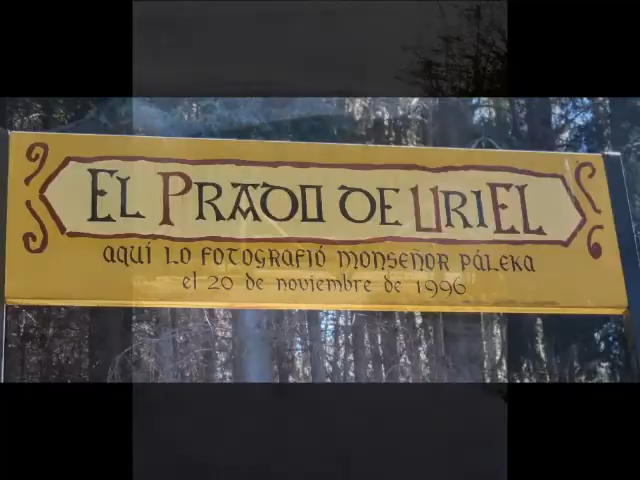 EL PRADO DE URIEL
AQUÍ LO FOTOGRAFIÓ MONSEÑOR PÁLEKA
el 20 de noviembre de 1996